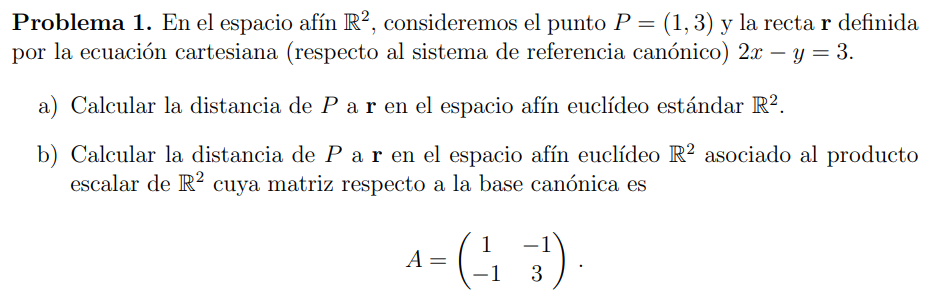 Problema 1. En el espacio afín ℝ², consideremos el punto P = (1, 3) y la recta r definida
por la ecuación cartesiana (respecto al sistema de referencia canónico) 2x − y = 3.
a) Calcular la distancia de P a r en el espacio afín euclídeo estándar ℝ².
b) Calcular la distancia de P a r en el espacio afín euclídeo ℝ² asociado al producto
escalar de ℝ² cuya matriz respecto a la base canónica es
A = ( 1 −1
−1 3 ) .